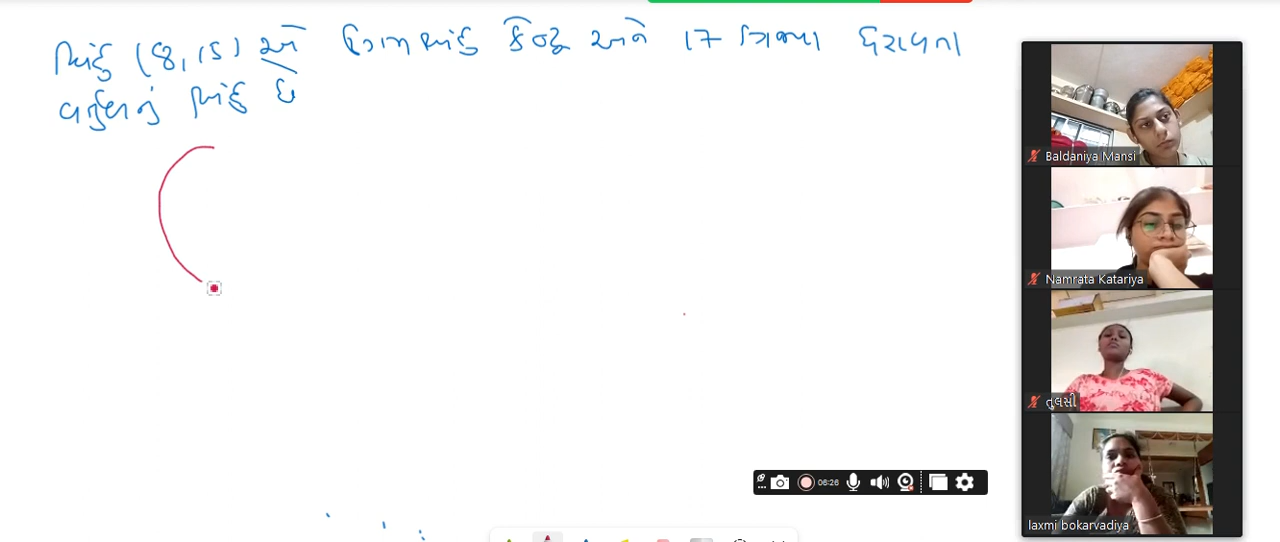 બિંદુ (8, 15) એ ઉગમબિંદુ કેન્દ્ર અને 17 ત્રિજ્યા ધરાવતા
વર્તુળનું બિંદુ છે
Baldaniya Mansi
Namrata Katariya
તુલસી
06:26
laxmi bokarvadiya